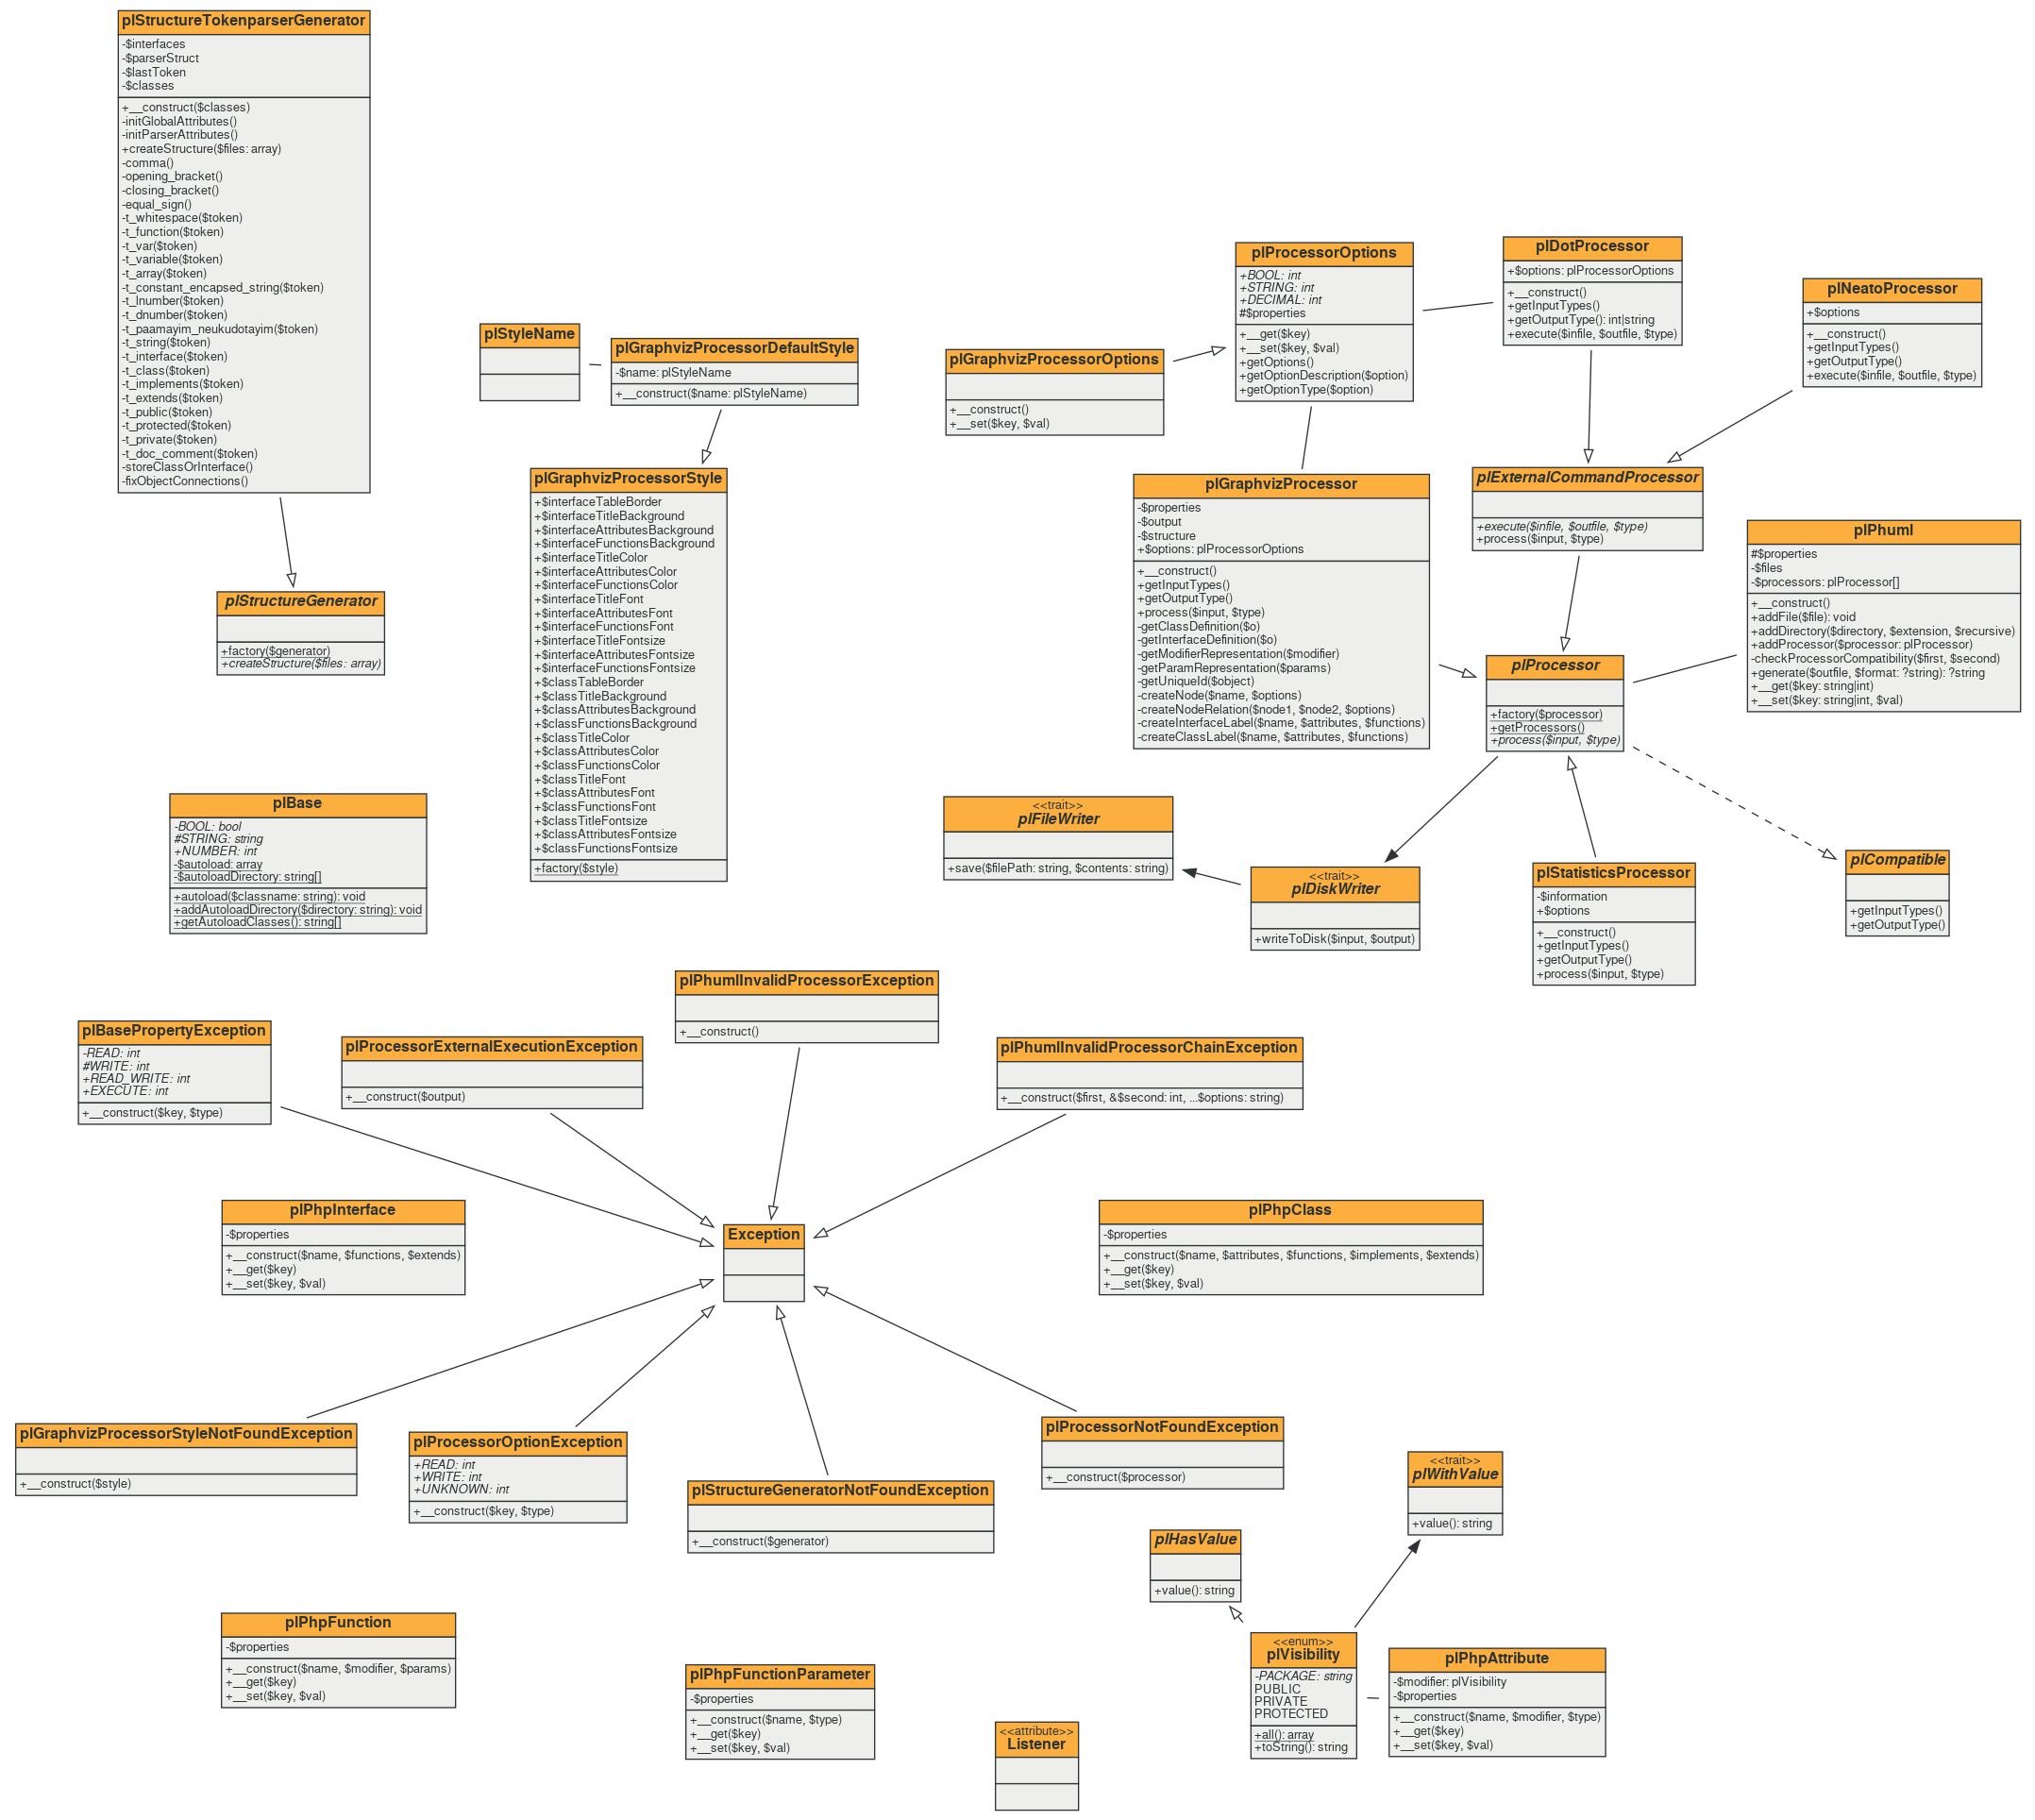 plStructureTokenparserGenerator
-$interfaces
-$parserStruct
-$lastToken
-$classes
+__construct($classes)
-initGlobalAttributes()
-initParserAttributes()
+createStructure($files: array)
-comma()
-opening_bracket()
-closing_bracket()
-equal_sign()
-t_whitespace($token)
-t_function($token)
-t_var($token)
-t_variable($token)
-t_array($token)
-t_constant_encapsed_string($token)
-t_lnumber($token)
-t_dnumber($token)
-t_paamayim_neukudotayim($token)
-t_string($token)
-t_interface($token)
-t_class($token)
-t_implements($token)
-t_extends($token)
-t_public($token)
-t_protected($token)
-t_private($token)
-t_doc_comment($token)
-storeClassOrInterface()
-fixObjectConnections()
plStyleName
plGraphvizProcessorDefaultStyle
-$name: plStyleName
+__construct($name: plStyleName)
plGraphvizProcessorOptions
+__construct()
+__set($key, $val)
plProcessorOptions
+BOOL: int
+STRING: int
+DECIMAL: int
#$properties
+__get($key)
+__set($key, $val)
+getOptions()
+getOptionDescription($option)
+getOptionType($option)
plDotProcessor
+$options: plProcessorOptions
+__construct()
+getInputTypes()
+getOutputType(): int|string
+execute($infile, $outfile, $type)
plNeatoProcessor
+$options
+__construct()
+getInputTypes()
+getOutputType()
+execute($infile, $outfile, $type)
plStructureGenerator
+factory($generator)
+createStructure($files: array)
plGraphvizProcessorStyle
+$interfaceTableBorder
+$interfaceTitleBackground
+$interfaceAttributesBackground
+$interfaceFunctionsBackground
+$interfaceTitleColor
+$interfaceAttributesColor
+$interfaceFunctionsColor
+$interfaceTitleFont
+$interfaceAttributesFont
+$interfaceFunctionsFont
+$interfaceTitleFontsize
+$interfaceAttributesFontsize
+$interfaceFunctionsFontsize
+$classTableBorder
+$classTitleBackground
+$classAttributesBackground
+$classFunctionsBackground
+$classTitleColor
+$classAttributesColor
+$classFunctionsColor
+$classTitleFont
+$classAttributesFont
+$classFunctionsFont
+$classTitleFontsize
+$classAttributesFontsize
+$classFunctionsFontsize
+factory($style)
plGraphvizProcessor
-$properties
-$output
-$structure
+$options: plProcessorOptions
+__construct()
+getInputTypes()
+getOutputType()
+process($input, $type)
-getClassDefinition($o)
-getInterfaceDefinition($o)
-getModifierRepresentation($modifier)
-getParamRepresentation($params)
-getUniqueId($object)
-createNode($name, $options)
-createNodeRelation($node1, $node2, $options)
-createInterfaceLabel($name, $attributes, $functions)
-createClassLabel($name, $attributes, $functions)
plExternalCommandProcessor
+execute($infile, $outfile, $type)
+process($input, $type)
plPhuml
#$properties
-$files
-$processors: plProcessor[]
+__construct()
+addFile($file): void
+addDirectory($directory, $extension, $recursive)
+addProcessor($processor: plProcessor)
-checkProcessorCompatibility($first, $second)
+generate($outfile, $format: ?string): ?string
+__get($key: string|int)
+__set($key: string|int, $val)
plProcessor
+factory($processor)
+getProcessors()
+process($input, $type)
plBase
-BOOL: bool
#STRING: string
+NUMBER: int
-$autoload: array
-$autoloadDirectory: string[]
+autoload($classname: string): void
+addAutoloadDirectory($directory: string): void
+getAutoloadClasses(): string[]
<<trait>>
plFileWriter
+save($filePath: string, $contents: string)
<<trait>>
plDiskWriter
+writeToDisk($input, $output)
plStatisticsProcessor
-$information
+$options
+__construct()
+getInputTypes()
+getOutputType()
+process($input, $type)
plCompatible
+getInputTypes()
+getOutputType()
plBasePropertyException
-READ: int
#WRITE: int
+READ_WRITE: int
+EXECUTE: int
+__construct($key, $type)
plProcessorExternalExecutionException
+__construct($output)
plPhumlInvalidProcessorException
+__construct()
plPhumlInvalidProcessorChainException
+__construct($first, &$second: int, ...$options: string)
plPhpInterface
-$properties
+__construct($name, $functions, $extends)
+__get($key)
+__set($key, $val)
Exception
plPhpClass
-$properties
+__construct($name, $attributes, $functions, $implements, $extends)
+__get($key)
+__set($key, $val)
plGraphvizProcessorStyleNotFoundException
+__construct($style)
plProcessorOptionException
+READ: int
+WRITE: int
+UNKNOWN: int
+__construct($key, $type)
plStructureGeneratorNotFoundException
+__construct($generator)
plProcessorNotFoundException
+__construct($processor)
<<trait>>
plWithValue
+value(): string
plHasValue
+value(): string
plPhpFunction
-$properties
+__construct($name, $modifier, $params)
+__get($key)
+__set($key, $val)
plPhpFunctionParameter
-$properties
+__construct($name, $type)
+__get($key)
+__set($key, $val)
<<attribute>>
Listener
<<enum>>
plVisibility
-PACKAGE: string
PUBLIC
PRIVATE
PROTECTED
+all(): array
+toString(): string
plPhpAttribute
-$modifier: plVisibility
-$properties
+__construct($name, $modifier, $type)
+__get($key)
+__set($key, $val)